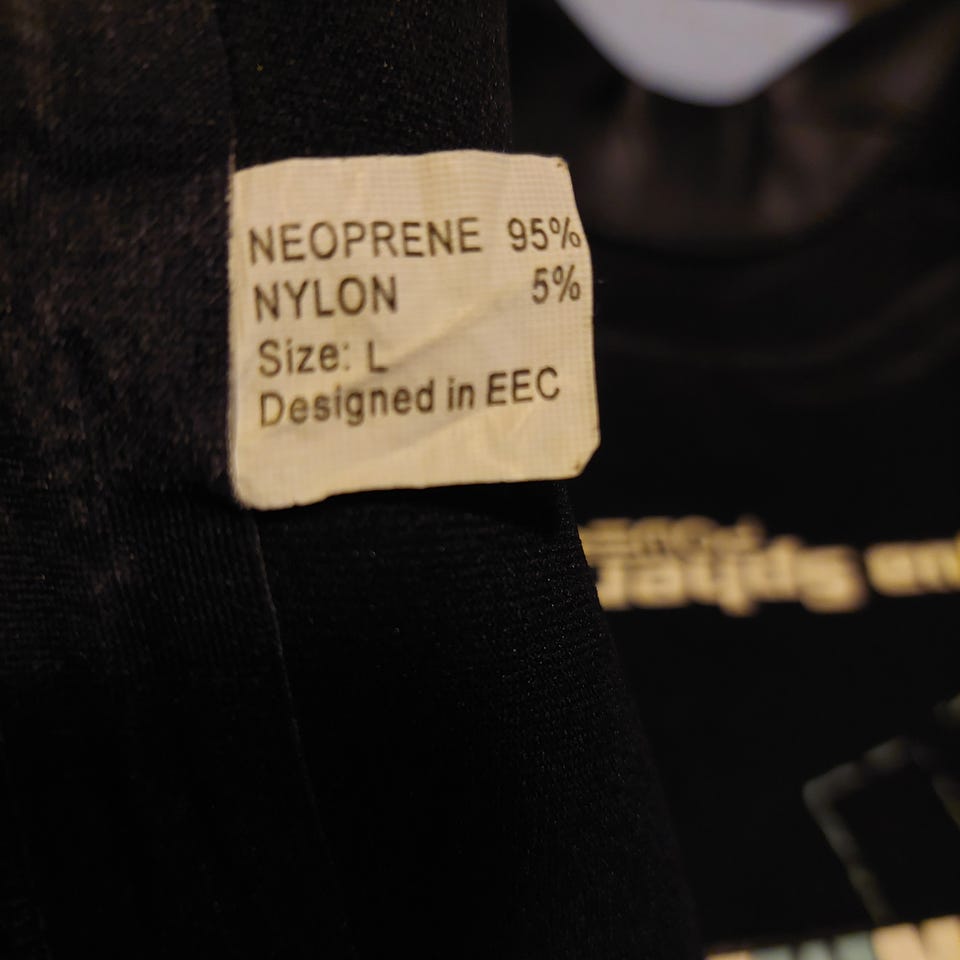 NEOPRENE 95%
NYLON 5%
Size: L
Designed in EEC